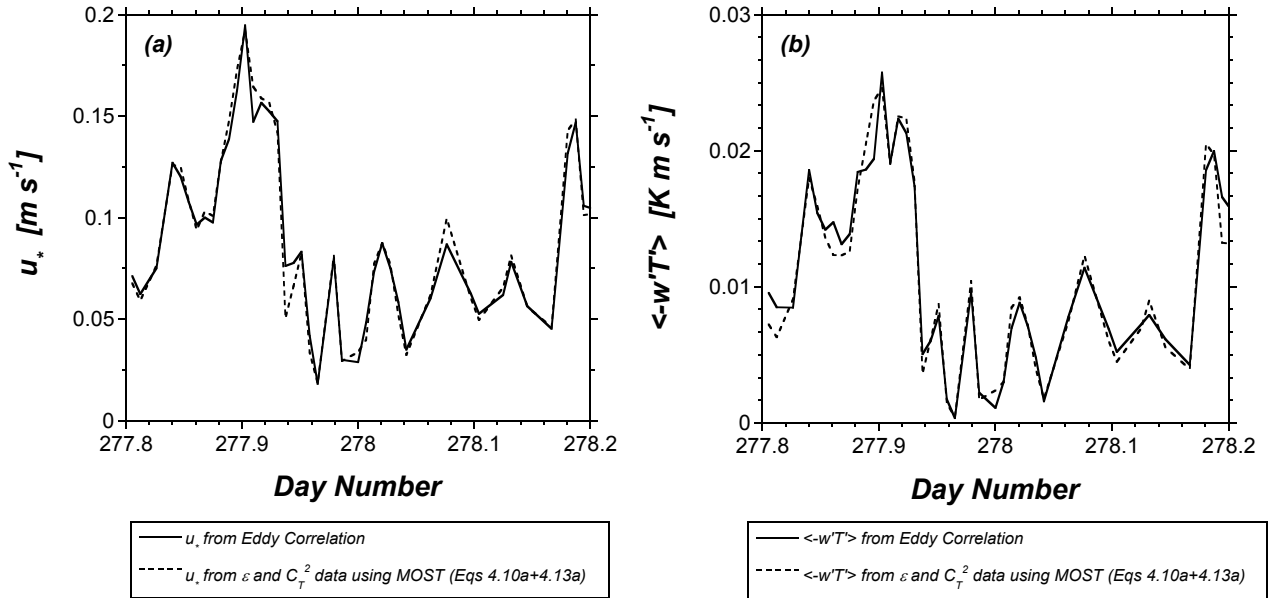 0.2
0.15
0.1
0.05
0
(a)
u* [m s⁻¹]
277.8 277.9 278 278.1 278.2
Day Number
u* from Eddy Correlation
u* from ε and C_T² data using MOST (Eqs 4.10a+4.13a)
0.03
0.02
0.01
0
(b)
<-w'T'> [K m s⁻¹]
277.8 277.9 278 278.1 278.2
Day Number
<-w'T'> from Eddy Correlation
<-w'T'> from ε and C_T² data using MOST (Eqs 4.10a+4.13a)